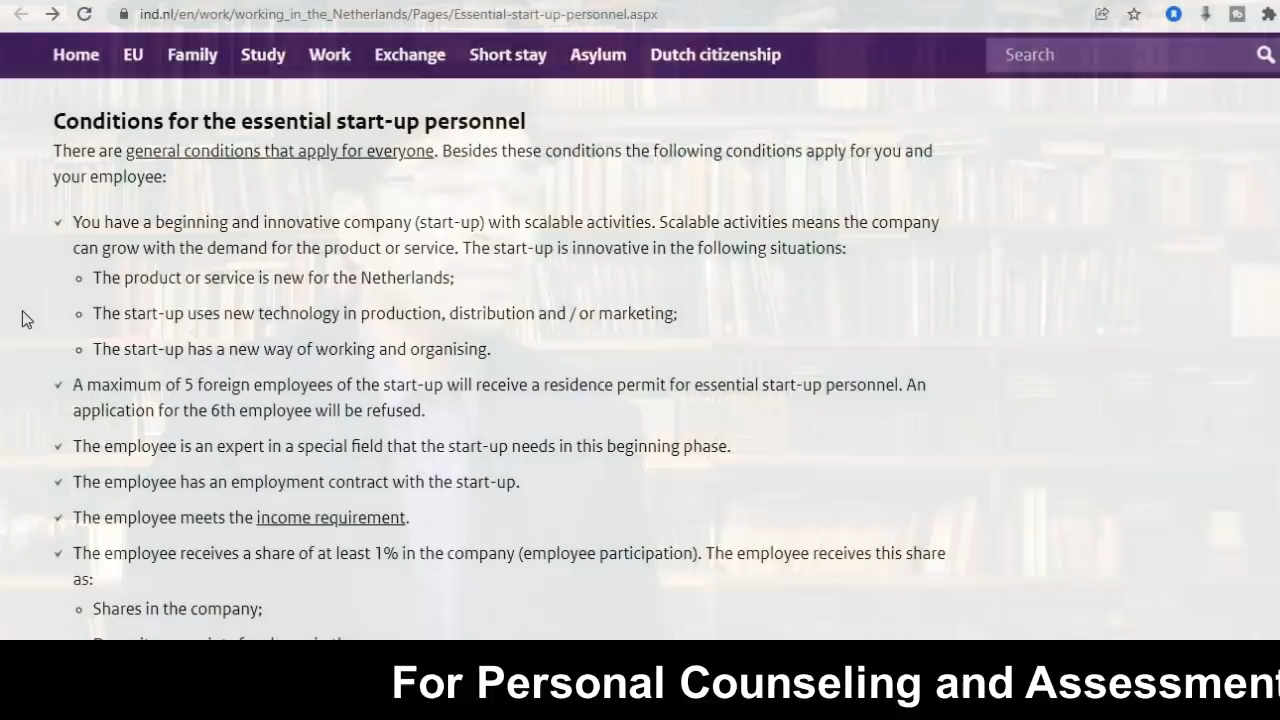 ind.nl/en/work/working_in_the_Netherlands/Pages/Essential-start-up-personnel.aspx
Home EU Family Study Work Exchange Short stay Asylum Dutch citizenship Search
Conditions for the essential start-up personnel
There are general conditions that apply for everyone. Besides these conditions the following conditions apply for you and
your employee:
You have a beginning and innovative company (start-up) with scalable activities. Scalable activities means the company
can grow with the demand for the product or service. The start-up is innovative in the following situations:
The product or service is new for the Netherlands;
The start-up uses new technology in production, distribution and / or marketing;
The start-up has a new way of working and organising.
A maximum of 5 foreign employees of the start-up will receive a residence permit for essential start-up personnel. An
application for the 6th employee will be refused.
The employee is an expert in a special field that the start-up needs in this beginning phase.
The employee has an employment contract with the start-up.
The employee meets the income requirement.
The employee receives a share of at least 1% in the company (employee participation). The employee receives this share
as:
Shares in the company;
For Personal Counseling and Assessment